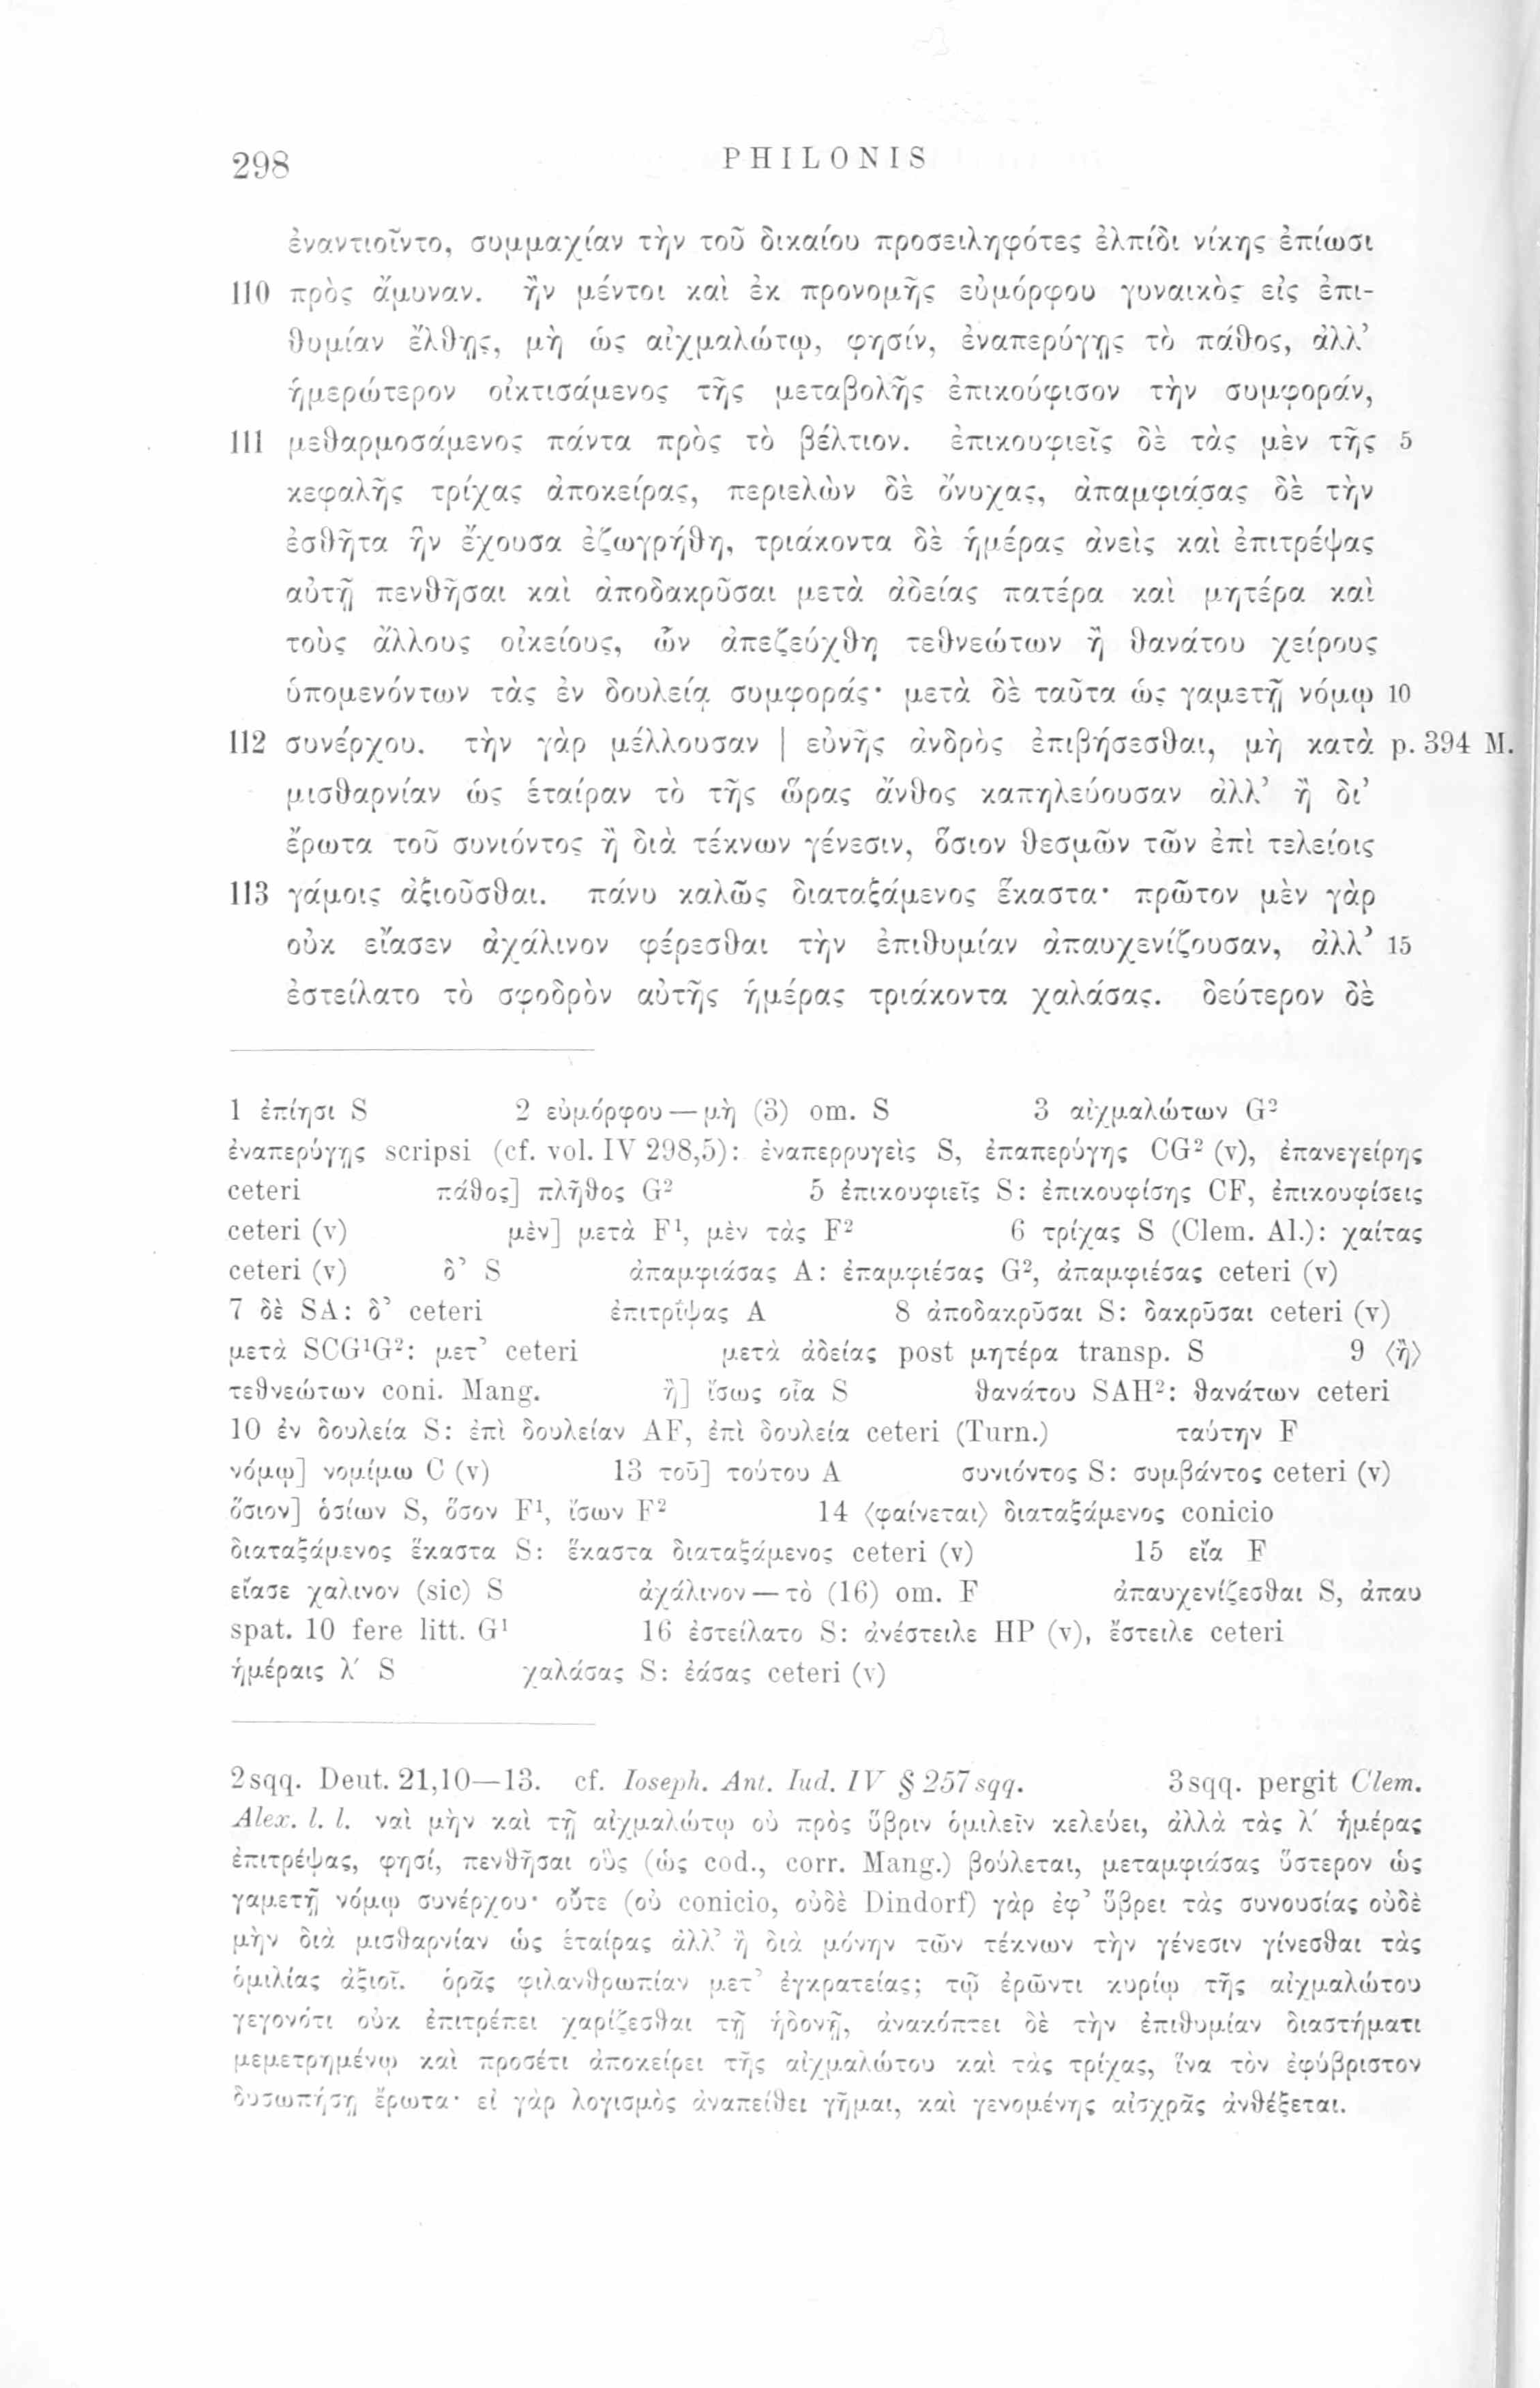 298
PHILONIS
ἐναντιοῖντο, συμμαχίαν τὴν τοῦ δικαίου προσειληφότες ἐλπίδι νίκης ἐπίωσι
110 πρὸς ἄμυναν. ἢν μέντοι καὶ ἐκ προνομῆς εὐμόρφου γυναικὸς εἰς ἐπι-
θυμίαν ἔλθῃς, μὴ ὡς αἰχμαλώτῳ, φησίν, ἐναπερύγῃς τὸ πάθος, ἀλλ’
ἡμερώτερον οἰκτισάμενος τῆς μεταβολῆς ἐπικούφισον τὴν συμφοράν,
111 μεθαρμοσάμενος πάντα πρὸς τὸ βέλτιον. ἐπικουφιεῖς δὲ τὰς μὲν τῆς 5
κεφαλῆς τρίχας ἀποκείρας, περιελὼν δὲ ὄνυχας, ἀπαμφιάσας δὲ τὴν
ἐσθῆτα ἣν ἔχουσα ἐζωγρήθη, τριάκοντα δὲ ἡμέρας ἀνεὶς καὶ ἐπιτρέψας
αὐτῇ πενθῆσαι καὶ ἀποδακρῦσαι μετὰ ἀδείας πατέρα καὶ μητέρα καὶ
τοὺς ἄλλους οἰκείους, ὧν ἀπεζεύχθη τεθνεώτων ἢ θανάτου χείρους
ὑπομενόντων τὰς ἐν δουλείᾳ συμφοράς· μετὰ δὲ ταῦτα ὡς γαμετῇ νόμῳ 10
112 συνέρχου. τὴν γὰρ μέλλουσαν | εὐνῆς ἀνδρὸς ἐπιβήσεσθαι, μὴ κατὰ p. 394 M.
μισθαρνίαν ὡς ἑταίραν τὸ τῆς ὥρας ἄνθος καπηλεύουσαν ἀλλ’ ἢ δι’
ἔρωτα τοῦ συνιόντος ἢ διὰ τέκνων γένεσιν, ὅσιον θεσμῶν τῶν ἐπὶ τελείοις
113 γάμοις ἀξιοῦσθαι. πάνυ καλῶς διαταξάμενος ἕκαστα· πρῶτον μὲν γὰρ
οὐκ εἴασεν ἀχάλινον φέρεσθαι τὴν ἐπιθυμίαν ἀπαυχενίζουσαν, ἀλλ’ 15
ἐστείλατο τὸ σφοδρὸν αὐτῆς ἡμέρας τριάκοντα χαλάσας. δεύτερον δὲ
1 ἐπίησι S 2 εὐμόρφου — μὴ (3) om. S 3 αἰχμαλώτων G²
ἐναπερύγῃς scripsi (cf. vol. IV 298,5): ἐναπερρυγεὶς S, ἐπαπερύγης CG² (v), ἐπανεγείρης
ceteri πάθος] πλῆθος G² 5 ἐπικουφιεῖς S: ἐπικουφίσης CF, ἐπικουφίσεις
ceteri (v) μὲν] μετὰ F¹, μὲν τὰς F² 6 τρίχας S (Clem. Al.): χαίτας
ceteri (v) δ’ S ἀπαμφιάσας A: ἐπαμφιέσας G², ἀπαμφιέσας ceteri (v)
7 δὲ SA: δ’ ceteri ἐπιτρίψας A 8 ἀποδακρῦσαι S: δακρῦσαι ceteri (v)
μετὰ SCG¹G²: μετ’ ceteri μετὰ ἀδείας post μητέρα transp. S 9 〈ἢ〉
τεθνεώτων coni. Mang. ἢ] ἴσως οἷα S θανάτου SAH²: θανάτων ceteri
10 ἐν δουλεία S: ἐπὶ δουλείαν AF, ἐπὶ δουλεία ceteri (Turn.) ταύτην F
νόμῳ] νομίμω C (v) 13 τοῦ] τούτου A συνιόντος S: συμβάντος ceteri (v)
ὅσιον] ὁσίων S, ὅσον F¹, ἴσων F² 14 〈φαίνεται〉 διαταξάμενος conicio
διαταξάμενος ἕκαστα S: ἕκαστα διαταξάμενος ceteri (v) 15 εἴα F
εἴασε χαλινον (sic) S ἀχάλινον — τὸ (16) om. F ἀπαυχενίζεσθαι S, ἀπαυ
spat. 10 fere litt. G¹ 16 ἐστείλατο S: ἀνέστειλε HP (v), ἔστειλε ceteri
ἡμέραις λ΄ S χαλάσας S: ἐάσας ceteri (v)
2 sqq. Deut. 21,10—13. cf. Ioseph. Ant. Iud. IV § 257 sqq. 3 sqq. pergit Clem.
Alex. l. l. ναὶ μὴν καὶ τῇ αἰχμαλώτῳ οὐ πρὸς ὕβριν ὁμιλεῖν κελεύει, ἀλλὰ τὰς λ΄ ἡμέρας
ἐπιτρέψας, φησί, πενθῆσαι οὓς (ὡς cod., corr. Mang.) βούλεται, μεταμφιάσας ὕστερον ὡς
γαμετῇ νόμῳ συνέρχου· οὔτε (οὐ conicio, οὐδὲ Dindorf) γὰρ ἐφ’ ὕβρει τὰς συνουσίας οὐδὲ
μὴν διὰ μισθαρνίαν ὡς ἑταίρας ἀλλ’ ἢ διὰ μόνην τῶν τέκνων τὴν γένεσιν γίνεσθαι τὰς
ὁμιλίας ἀξιοῖ. ὁρᾷς φιλανθρωπίαν μετ’ ἐγκρατείας; τῷ ἐρῶντι κυρίῳ τῆς αἰχμαλώτου
γεγονότι οὐκ ἐπιτρέπει χαρίζεσθαι τῇ ἡδονῇ, ἀνακόπτει δὲ τὴν ἐπιθυμίαν διαστήματι
μεμετρημένῳ καὶ προσέτι ἀποκείρει τῆς αἰχμαλώτου καὶ τὰς τρίχας, ἵνα τὸν ἐφύβριστον
δυσωπήσῃ ἔρωτα· εἰ γὰρ λογισμὸς ἀναπείθει γῆμαι, καὶ γενομένης αἰσχρᾶς ἀνθέξεται.